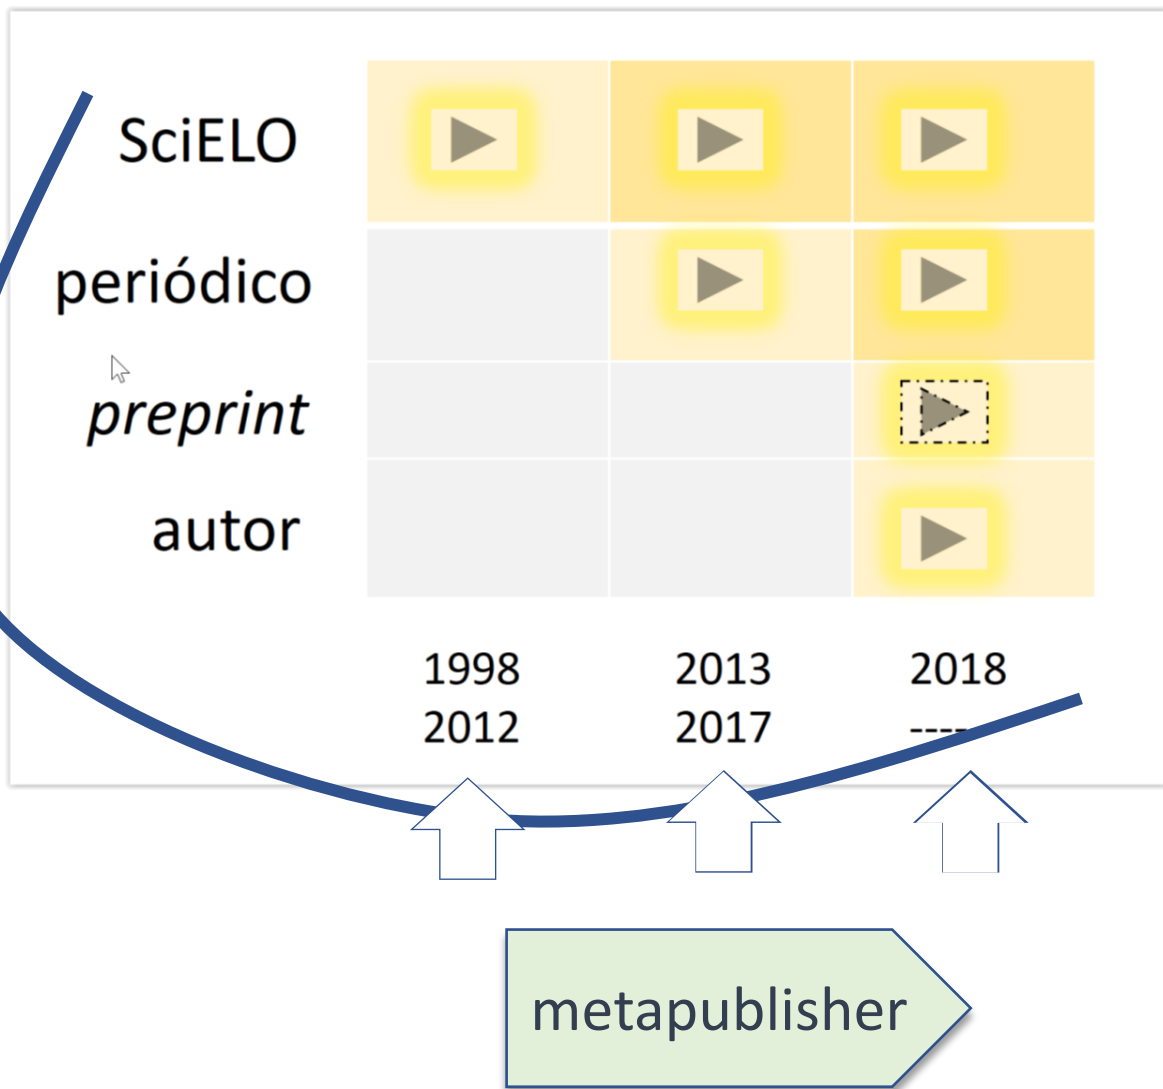 SciELO
periódico
preprint
autor
1998 2013 2018
2012 2017 ----
metapublisher